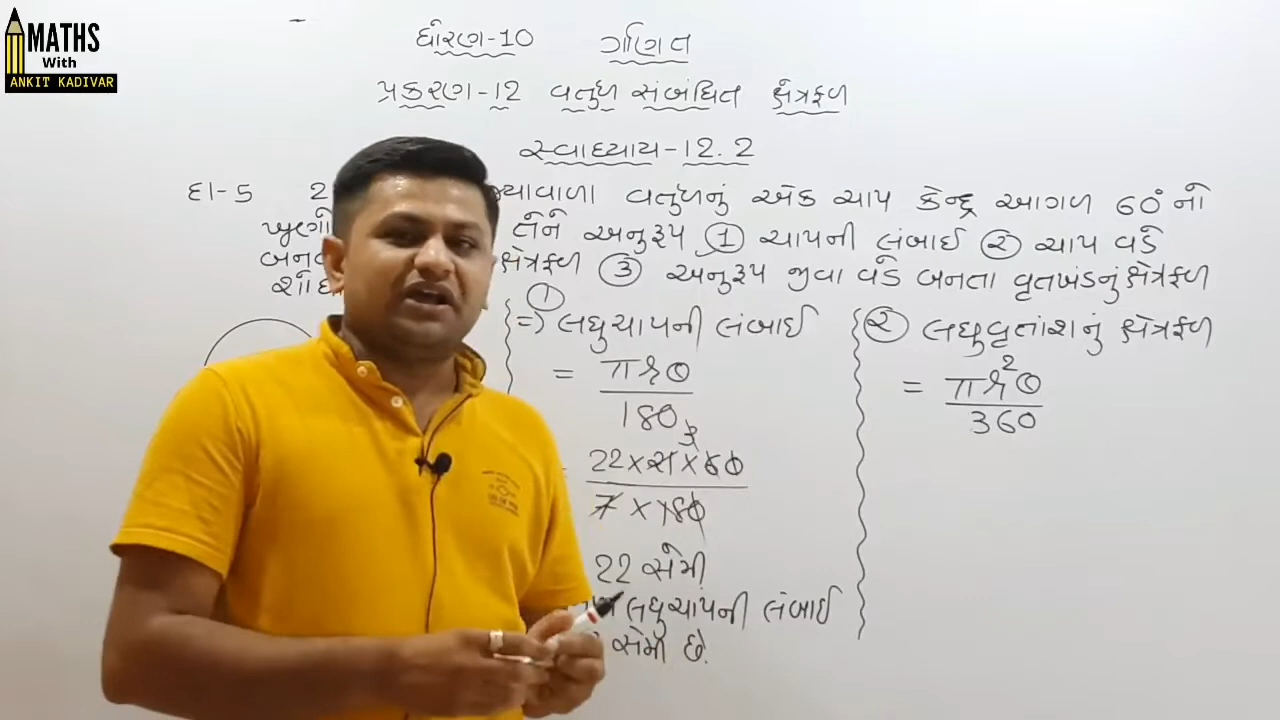 MATHS
With
ANKIT KADIVAR
ધોરણ-10 ગણિત
પ્રકરણ-12 વર્તુળ સંબંધિત ક્ષેત્રફળ
સ્વાધ્યાય-12.2
દા-5 2 વર્તુળનું એક ચાપ કેન્દ્ર આગળ 60° નો
તેને અનુરૂપ ① ચાપની લંબાઈ ② ચાપ વડે
ક્ષેત્રફળ ③ અનુરૂપ જીવા વડે બનતા વૃતખંડનું ક્ષેત્રફળ
①
=> લઘુચાપની લંબાઈ
= πrθ
180
3
22 x 21 x 60
7 x 180
22 સેમી
લઘુચાપની લંબાઈ
સેમી છે.
② લઘુવૃતાંશનું ક્ષેત્રફળ
= πr²θ
360